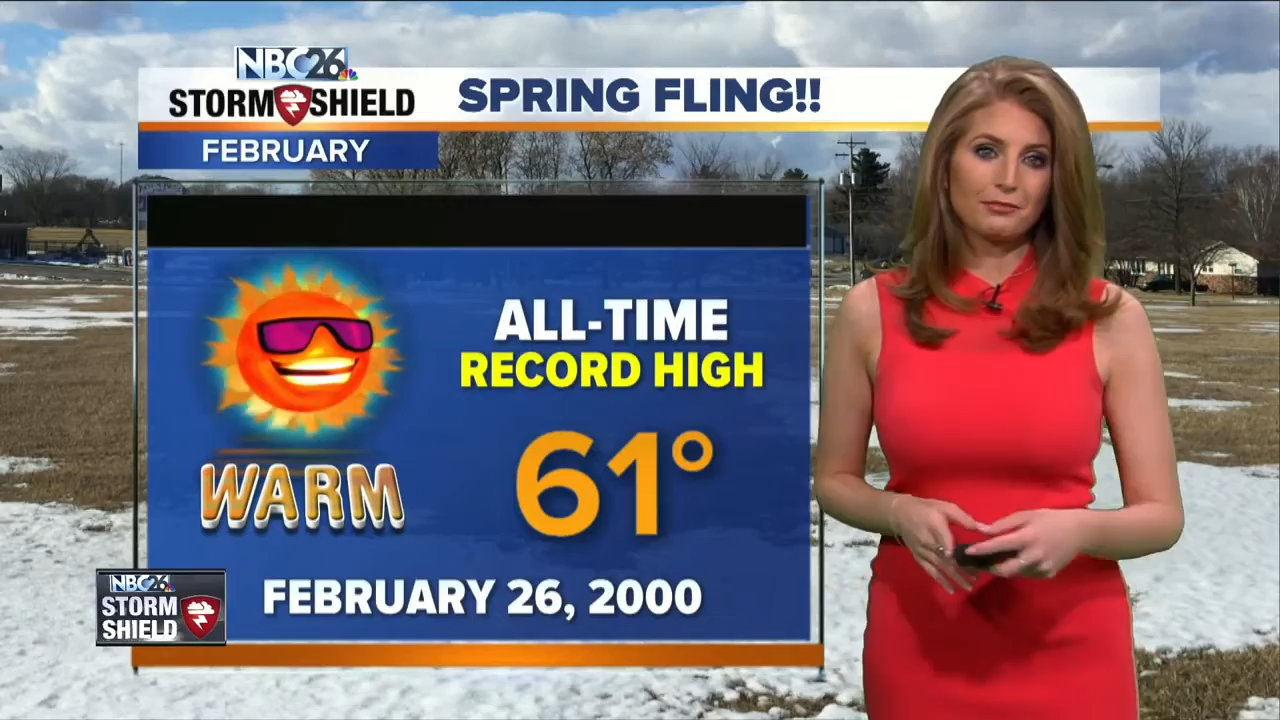 NBC26
STORM SHIELD
SPRING FLING!!
FEBRUARY
ALL-TIME
RECORD HIGH
61°
WARM
FEBRUARY 26, 2000
NBC26
STORM
SHIELD